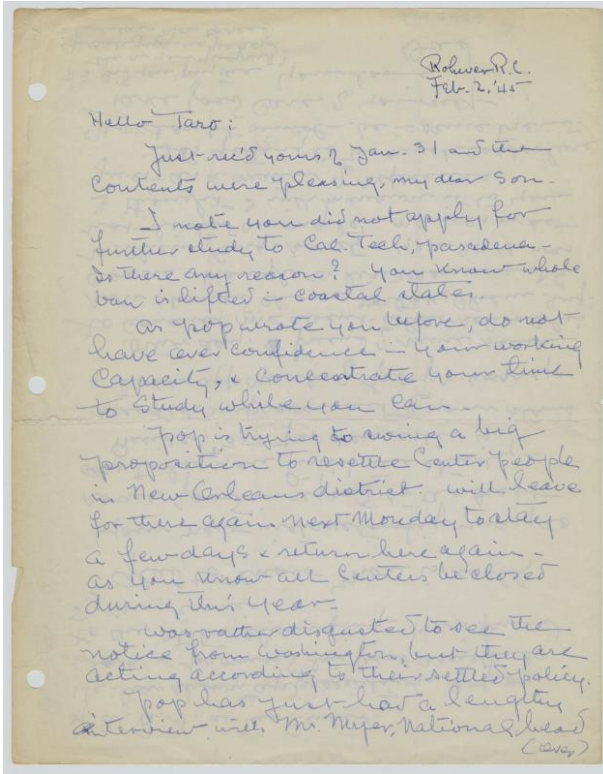 Rohwer R.C.
Feb. 2, '45
Hello Taro:
Just rec'd yours of Jan. 31 and the
contents were pleasing, my dear Son.
I note you did not apply for
further study to Cal. Tech, pasadena -
Is there any reason? You know whole
ban is lifted in coastal states.
As pop wrote you before, do not
have over confidence in your working
capacity, & concentrate your time
to study while you can.
Pop is trying to swing a big
proposition to resettle Center people
in New Orleans district will leave
for there again next Monday to stay
a few days & return here again -
as you know all Centers be closed
during this year.
Was rather disgusted to see the
notice from Washington, but they are
acting according to their settled policy.
Pop has just had a lengthy
interview with Mr. Myer, National head
(over)